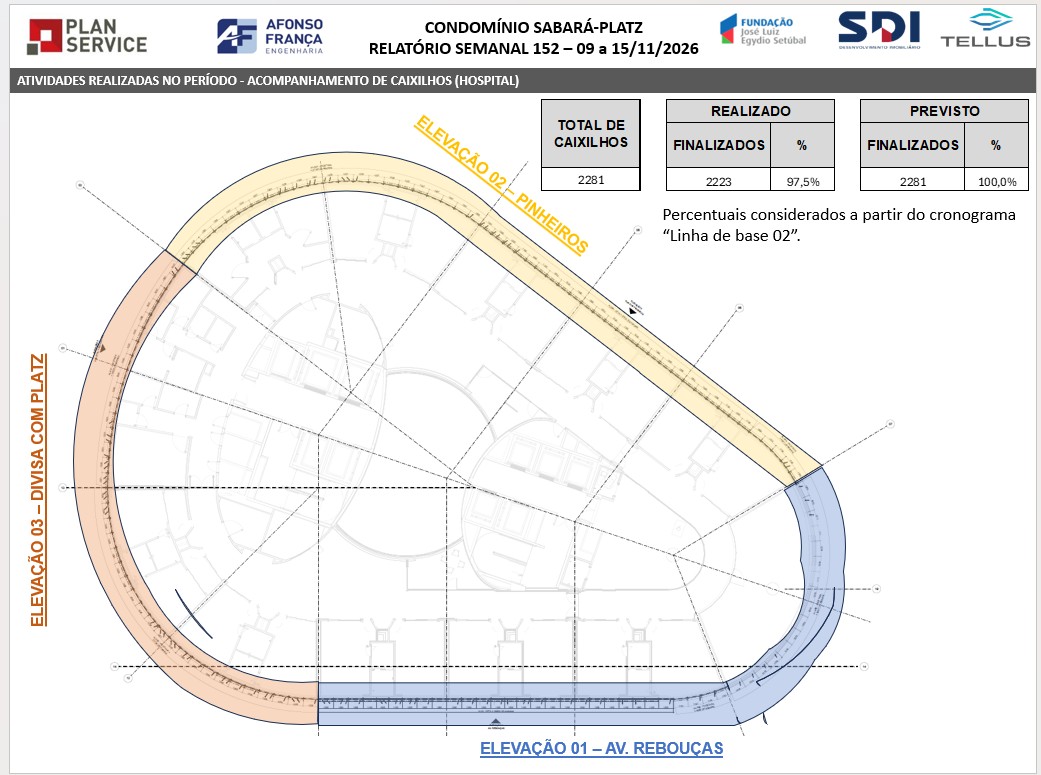 PLAN
SERVICE
AFONSO
FRANÇA
ENGENHARIA
CONDOMÍNIO SABARÁ-PLATZ
RELATÓRIO SEMANAL 152 – 09 a 15/11/2026
FUNDAÇÃO
José Luiz
Egydio Setúbal
SDI
DESENVOLVIMENTO IMOBILIÁRIO
TELLUS
ATIVIDADES REALIZADAS NO PERÍODO - ACOMPANHAMENTO DE CAIXILHOS (HOSPITAL)
TOTAL DE
CAIXILHOS
2281
REALIZADO
FINALIZADOS %
2223 97,5%
PREVISTO
FINALIZADOS %
2281 100,0%
Percentuais considerados a partir do cronograma
“Linha de base 02”.
ELEVAÇÃO 02 – PINHEIROS
ELEVAÇÃO 03 – DIVISA COM PLATZ
ELEVAÇÃO 01 – AV. REBOUÇAS